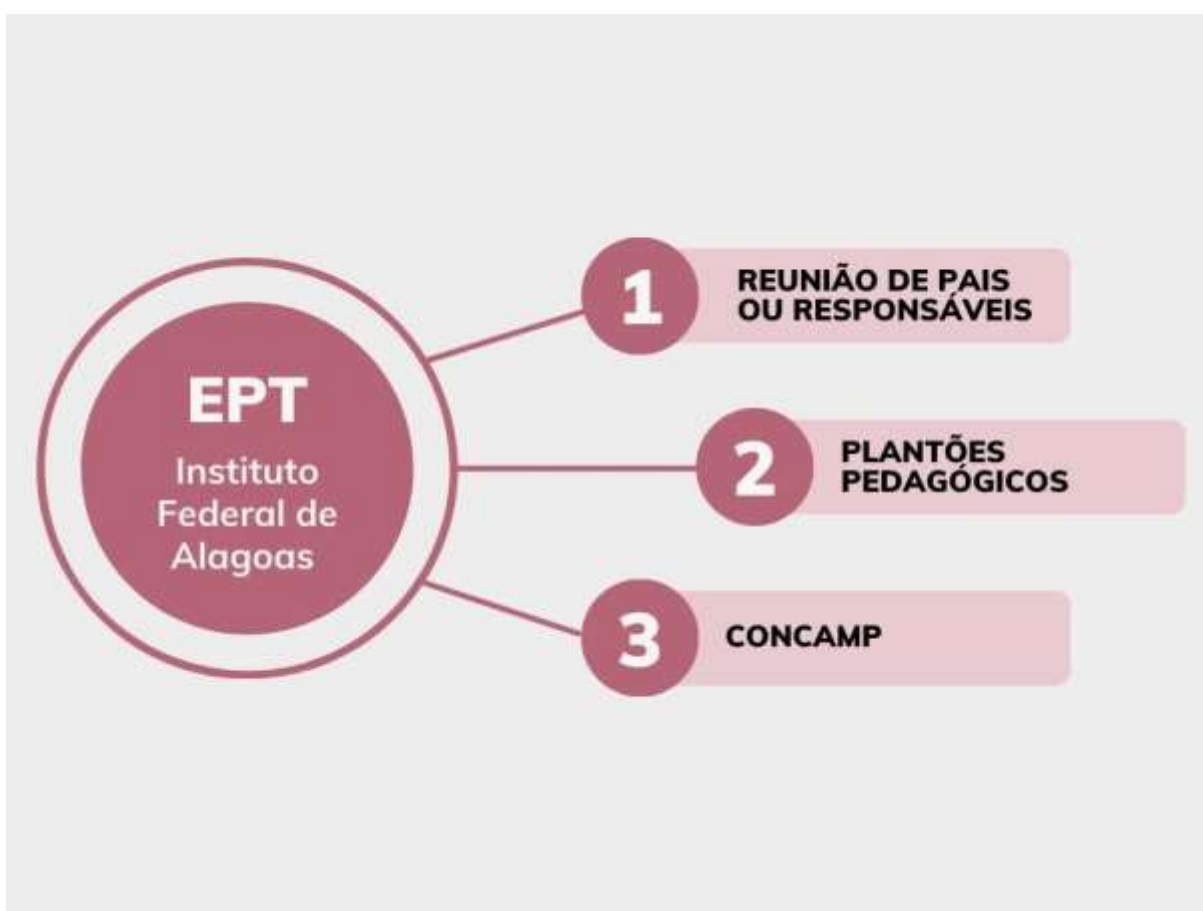 EPT
Instituto
Federal de
Alagoas
1
REUNIÃO DE PAIS
OU RESPONSÁVEIS
2
PLANTÕES
PEDAGÓGICOS
3
CONCAMP